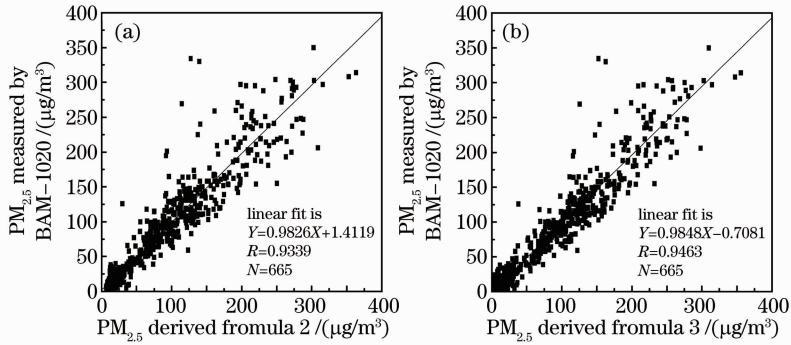 (a)
PM2.5 measured by
BAM−1020 /(μg/m³)
400
350
300
250
200
150
100
50
0
linear fit is
Y=0.9826X+1.4119
R=0.9339
N=665
0 100 200 300 400
PM2.5 derived fromula 2 /(μg/m³)
(b)
PM2.5 measured by
BAM−1020 /(μg/m³)
400
350
300
250
200
150
100
50
0
linear fit is
Y=0.9848X−0.7081
R=0.9463
N=665
0 100 200 300 400
PM2.5 derived fromula 3 /(μg/m³)